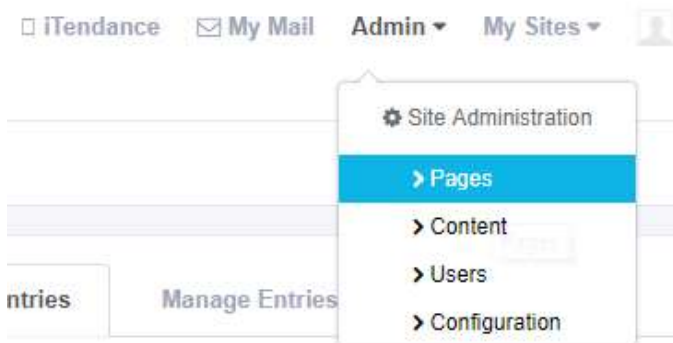 iTendance My Mail Admin My Sites
Site Administration
Pages
Content
Users
ntries Manage Entries
Configuration